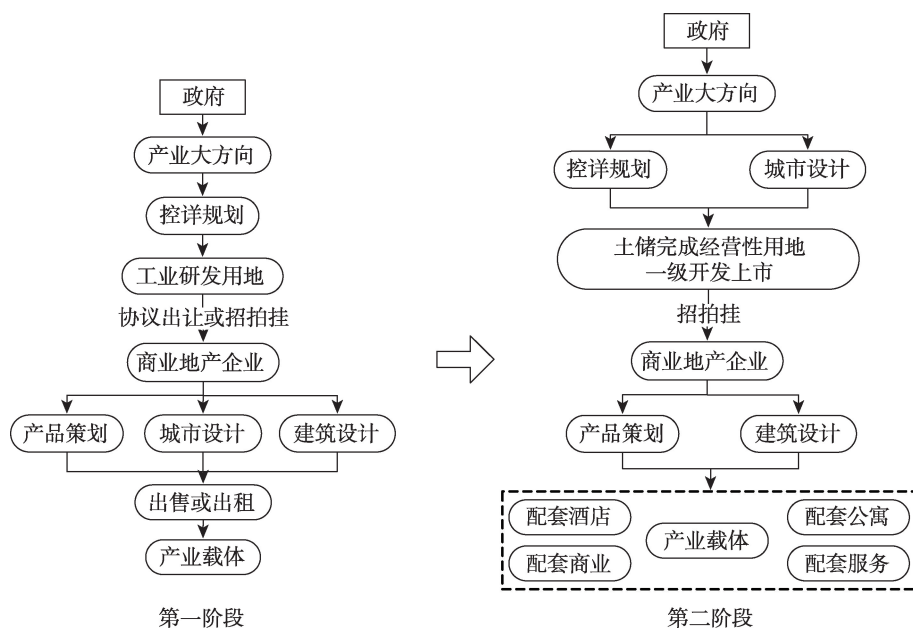 政府
产业大方向
控详规划
工业研发用地
协议出让或招拍挂
商业地产企业
产品策划
城市设计
建筑设计
出售或出租
产业载体
第一阶段
政府
产业大方向
控详规划
城市设计
土储完成经营性用地
一级开发上市
招拍挂
商业地产企业
产品策划
建筑设计
配套酒店
配套公寓
产业载体
配套商业
配套服务
第二阶段